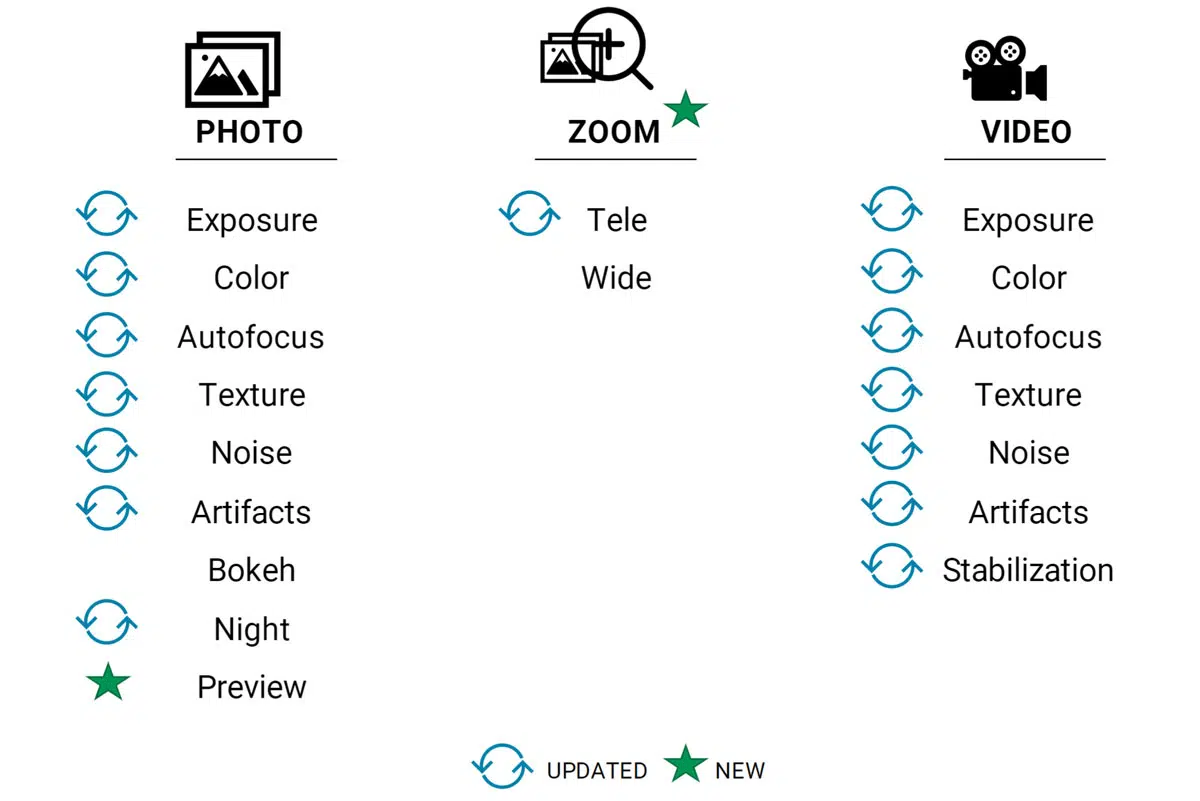 PHOTO
Exposure
Color
Autofocus
Texture
Noise
Artifacts
Bokeh
Night
Preview
ZOOM
Tele
Wide
VIDEO
Exposure
Color
Autofocus
Texture
Noise
Artifacts
Stabilization
UPDATED
NEW